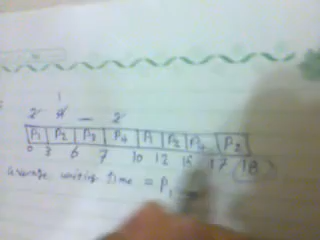 1
2 4 — 2
P1 P2 P3 P4 P1 P2 P4 P2
0 3 6 7 10 12 15 17 18
average waiting time = P1